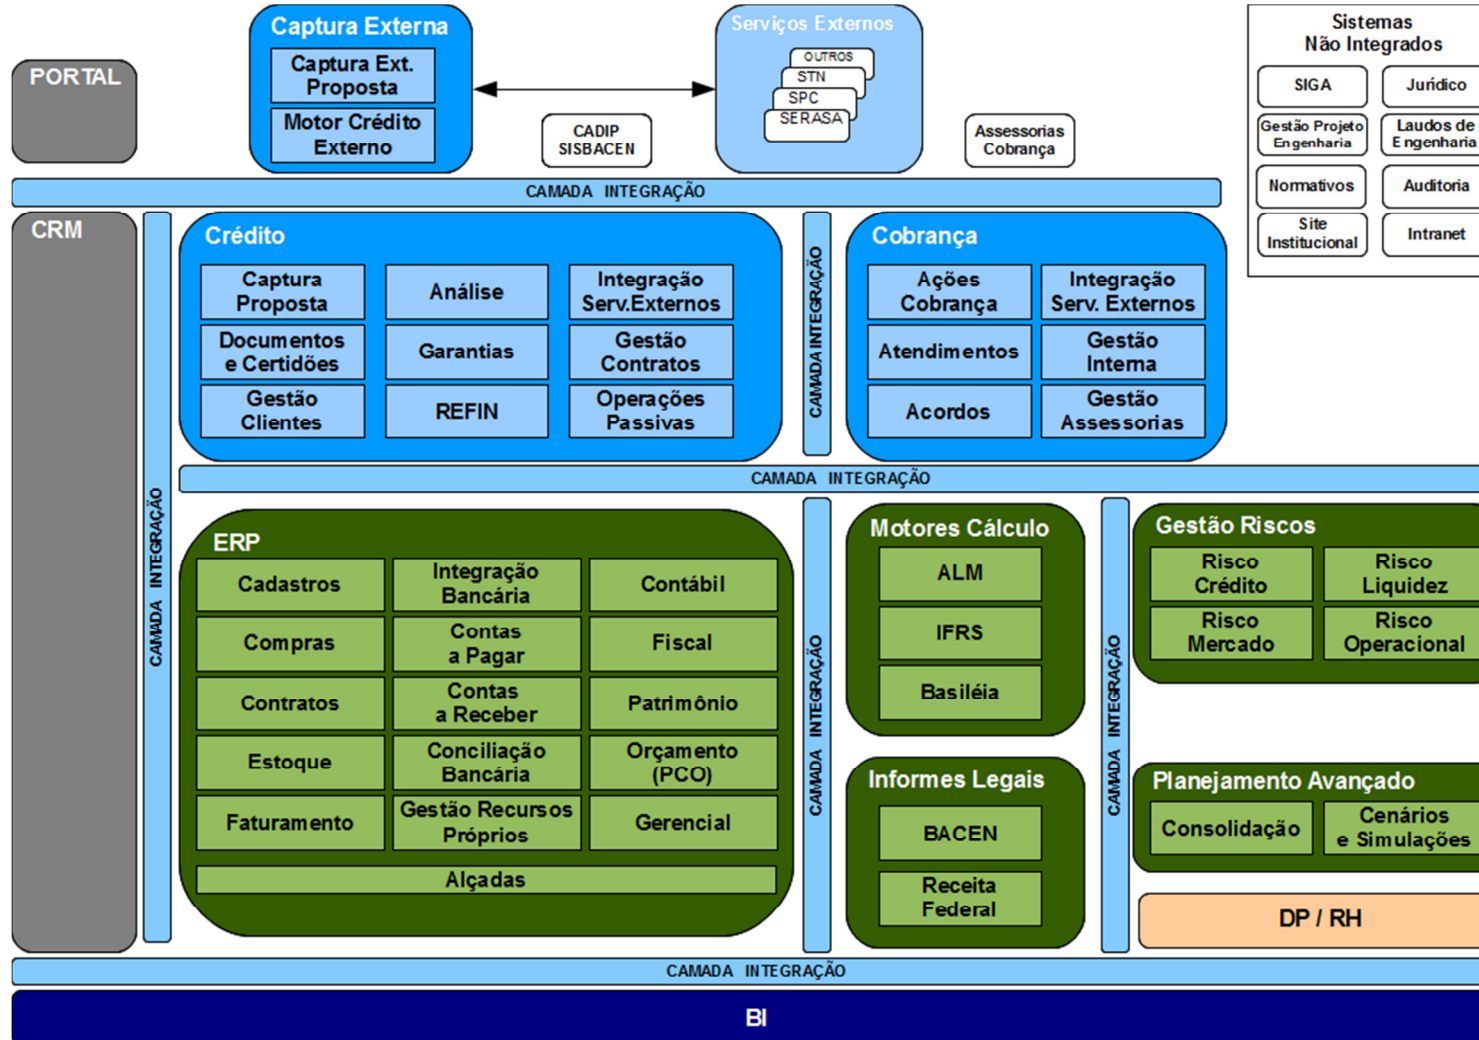 PORTAL
Captura Externa
Captura Ext.
Proposta
Motor Crédito
Externo
CADIP
SISBACEN
Serviços Externos
OUTROS
STN
SPC
SERASA
Assessorias
Cobrança
Sistemas
Não Integrados
SIGA
Jurídico
Gestão Projeto
Engenharia
Laudos de
Engenharia
Normativos
Auditoria
Site
Institucional
Intranet
CAMADA INTEGRAÇÃO
CRM
CAMADA INTEGRAÇÃO
Crédito
Captura
Proposta
Análise
Integração
Serv.Externos
Documentos
e Certidões
Garantias
Gestão
Contratos
Gestão
Clientes
REFIN
Operações
Passivas
CAMADA INTEGRAÇÃO
Cobrança
Ações
Cobrança
Integração
Serv. Externos
Atendimentos
Gestão
Interna
Acordos
Gestão
Assessorias
CAMADA INTEGRAÇÃO
ERP
Cadastros
Integração
Bancária
Contábil
Compras
Contas
a Pagar
Fiscal
Contratos
Contas
a Receber
Patrimônio
Estoque
Conciliação
Bancária
Orçamento
(PCO)
Faturamento
Gestão Recursos
Próprios
Gerencial
Alçadas
CAMADA INTEGRAÇÃO
Motores Cálculo
ALM
IFRS
Basiléia
Informes Legais
BACEN
Receita
Federal
CAMADA INTEGRAÇÃO
Gestão Riscos
Risco
Crédito
Risco
Liquidez
Risco
Mercado
Risco
Operacional
Planejamento Avançado
Consolidação
Cenários
e Simulações
DP / RH
CAMADA INTEGRAÇÃO
BI